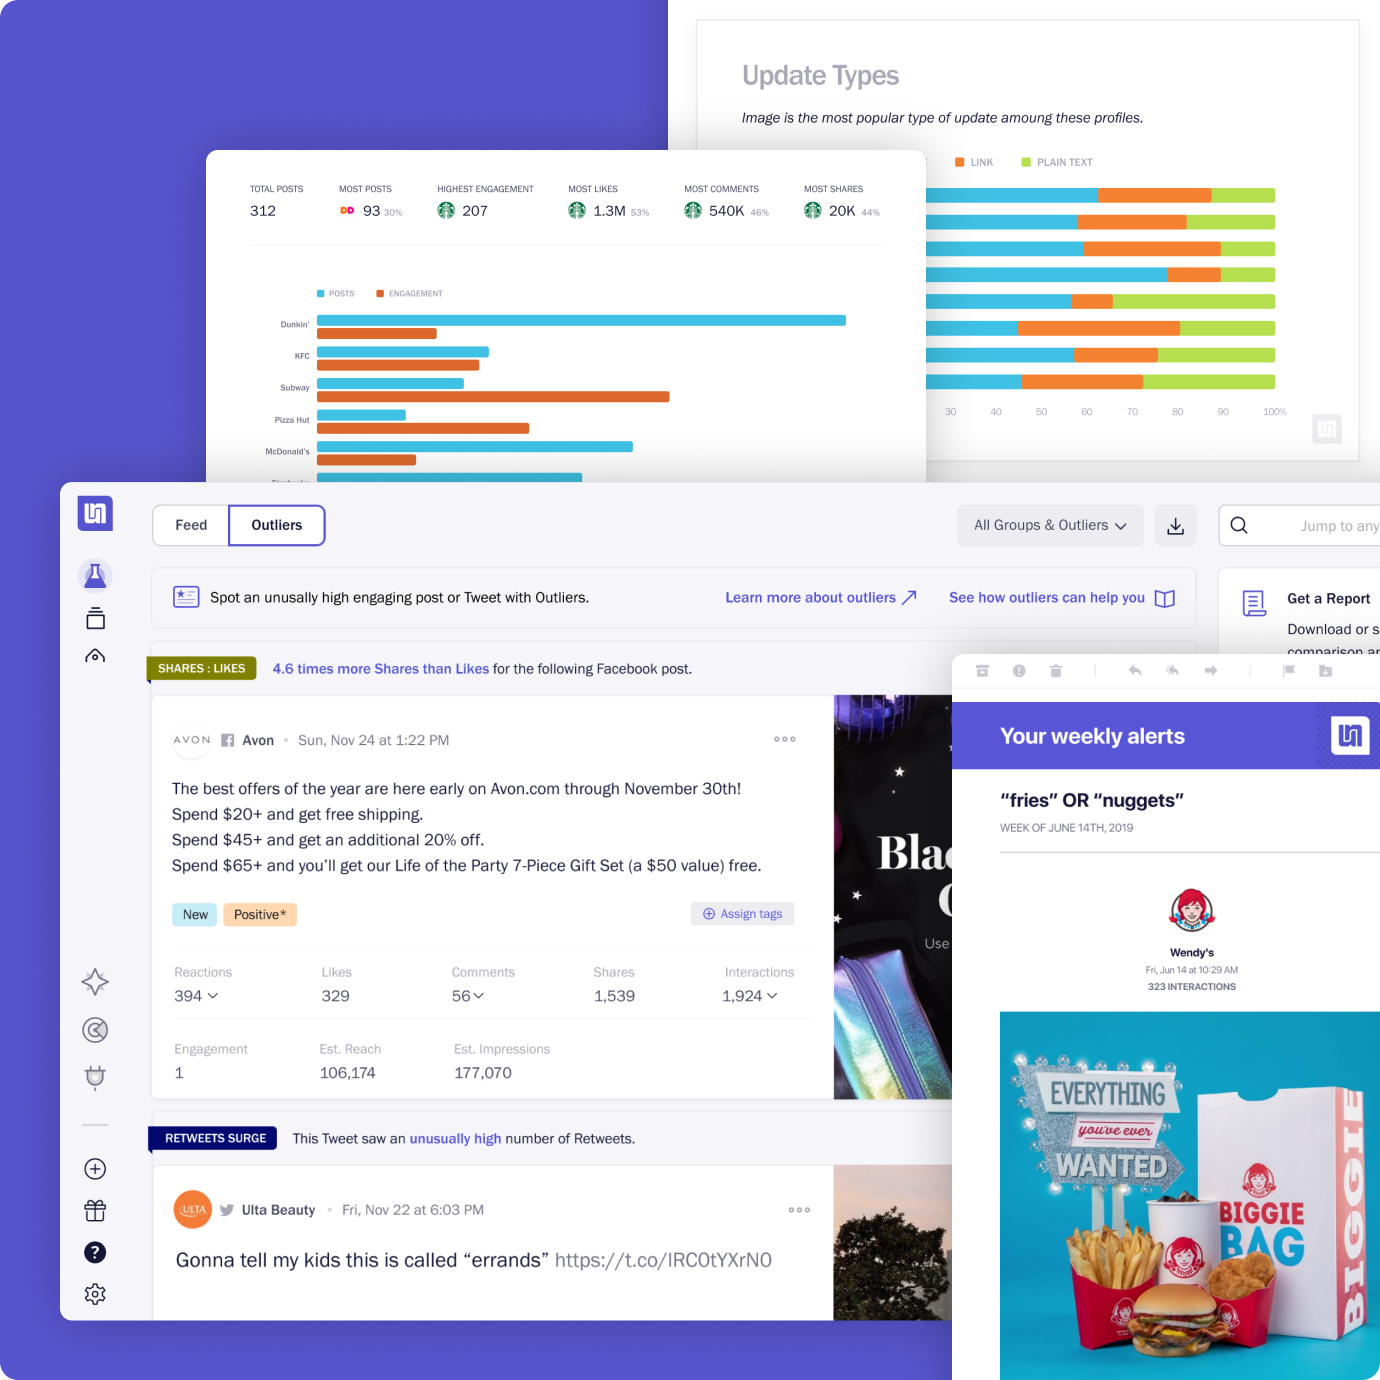 Update Types
Image is the most popular type of update amoung these profiles.
LINK
PLAIN TEXT
30 40 50 60 70 80 90 100%
TOTAL POSTS
312
MOST POSTS
DD 93 30%
HIGHEST ENGAGEMENT
207
MOST LIKES
1.3M 53%
MOST COMMENTS
540K 46%
MOST SHARES
20K 44%
POSTS
ENGAGEMENT
Dunkin'
KFC
Subway
Pizza Hut
McDonald's
Feed
Outliers
All Groups & Outliers
Jump to any
Spot an unusally high engaging post or Tweet with Outliers.
Learn more about outliers
See how outliers can help you
Get a Report
Download or s
comparison ar
SHARES : LIKES
4.6 times more Shares than Likes for the following Facebook post.
AVON
Avon • Sun, Nov 24 at 1:22 PM
The best offers of the year are here early on Avon.com through November 30th!
Spend $20+ and get free shipping.
Spend $45+ and get an additional 20% off.
Spend $65+ and you'll get our Life of the Party 7-Piece Gift Set (a $50 value) free.
New
Positive*
Assign tags
Reactions
394
Likes
329
Comments
56
Shares
1,539
Interactions
1,924
Engagement
1
Est. Reach
106,174
Est. Impressions
177,070
Blac
Use
RETWEETS SURGE
This Tweet saw an unusually high number of Retweets.
ULTA
Ulta Beauty • Fri, Nov 22 at 6:03 PM
Gonna tell my kids this is called “errands” https://t.co/IRC0tYXrN0
Your weekly alerts
“fries” OR “nuggets”
WEEK OF JUNE 14TH, 2019
Wendy's
Fri, Jun 14 at 10:29 AM
323 INTERACTIONS
EVERYTHING
you've ever
WANTED
BIGGIE
BAG
BIGGIE